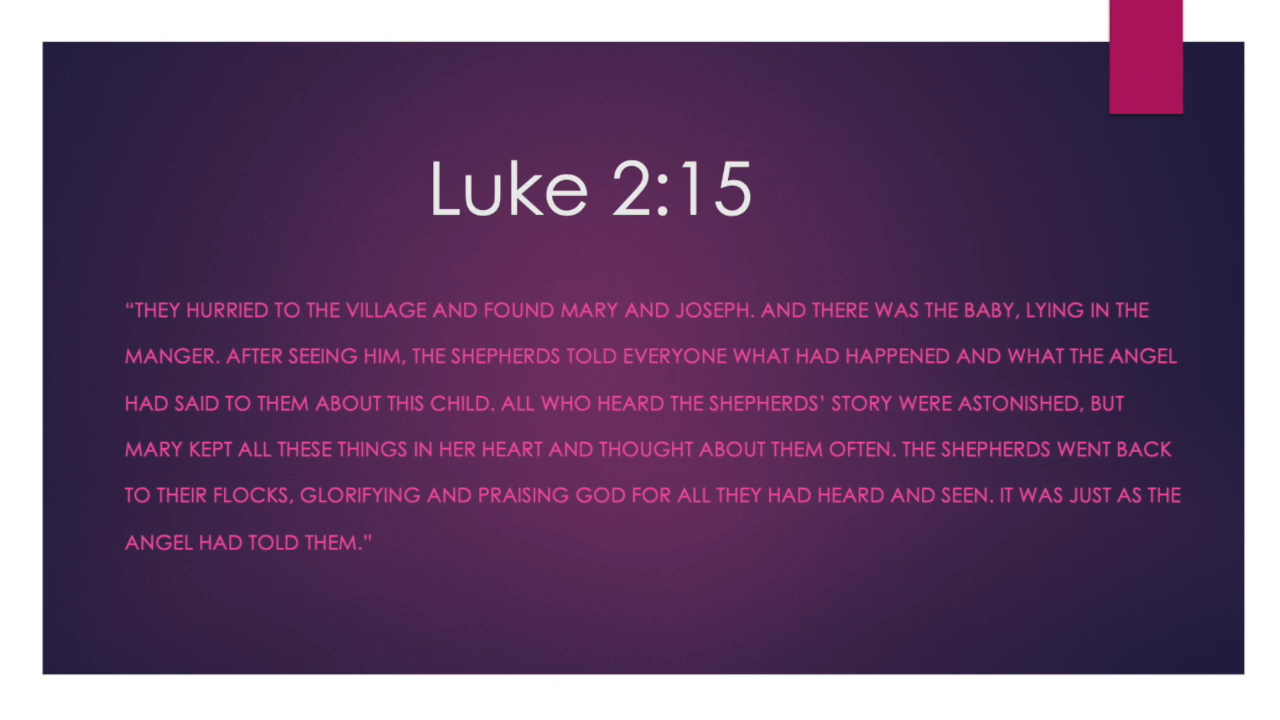 Luke 2:15
“THEY HURRIED TO THE VILLAGE AND FOUND MARY AND JOSEPH. AND THERE WAS THE BABY, LYING IN THE
MANGER. AFTER SEEING HIM, THE SHEPHERDS TOLD EVERYONE WHAT HAD HAPPENED AND WHAT THE ANGEL
HAD SAID TO THEM ABOUT THIS CHILD. ALL WHO HEARD THE SHEPHERDS’ STORY WERE ASTONISHED, BUT
MARY KEPT ALL THESE THINGS IN HER HEART AND THOUGHT ABOUT THEM OFTEN. THE SHEPHERDS WENT BACK
TO THEIR FLOCKS, GLORIFYING AND PRAISING GOD FOR ALL THEY HAD HEARD AND SEEN. IT WAS JUST AS THE
ANGEL HAD TOLD THEM.”